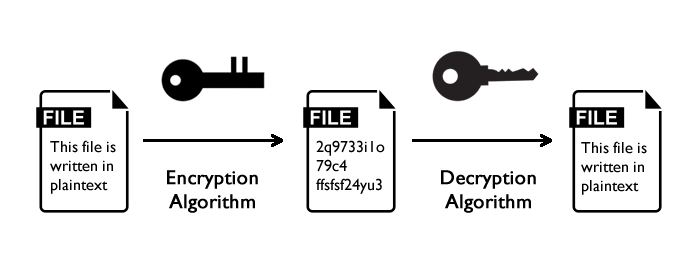 FILE
This file is
written in
plaintext
Encryption
Algorithm
FILE
2q9733i1o
79c4
ffsfsf24yu3
Decryption
Algorithm
FILE
This file is
written in
plaintext